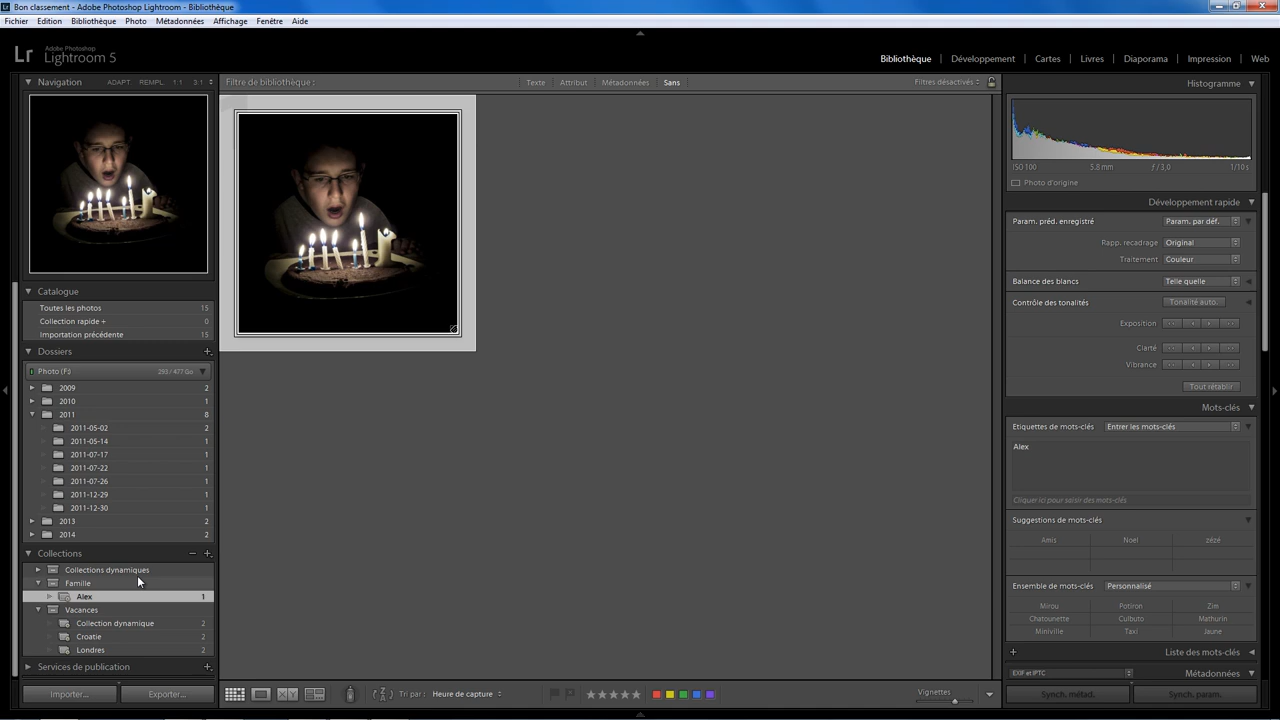 Bon classement - Adobe Photoshop Lightroom - Bibliothèque
Fichier Edition Bibliothèque Photo Métadonnées Affichage Fenêtre Aide
Lr Adobe Photoshop Lightroom 5
Bibliothèque Développement Cartes Livres Diaporama Impression Web
Navigation ADAPT. REMPL. 1:1 3:1
Filtre de bibliothèque : Texte Attribut Métadonnées Sans Filtres désactivés
Histogramme
ISO 100 5.8mm ƒ/3,0 1/10s
Photo d'origine
Développement rapide
Param. préd. enregistré Param. par déf.
Rapp. recadrage Original
Traitement Couleur
Balance des blancs Telle quelle
Contrôle des tonalités Tonalité auto.
Exposition
Clarté
Vibrance
Tout rétablir
Catalogue
Toutes les photos 15
Collection rapide + 0
Importation précédente 15
Dossiers +
Photo (F:) 293 / 477 Go
2009 2
2010 1
2011 8
2011-05-02 2
2011-05-14 1
2011-07-17 1
2011-07-22 1
2011-07-26 1
2011-12-29 1
2011-12-30 1
2013 2
2014 2
Collections − +
Collections dynamiques
Famille
Alex 1
Vacances
Collection dynamique 2
Croatie 2
Londres 2
Services de publication +
Importer... Exporter...
Mots-clés
Etiquettes de mots-clés Entrer les mots-clés
Alex
Cliquer ici pour saisir des mots-clés
Suggestions de mots-clés
Amis Noël zézé
Ensemble de mots-clés Personnalisé
Mirou Potiron Zim
Chatounette Culbuto Mathurin
Miniville Taxi Jaune
+ Liste des mots-clés
EXIF et IPTC Métadonnées
Synch. métad. Synch. param.
XY Tri par : Heure de capture Vignettes